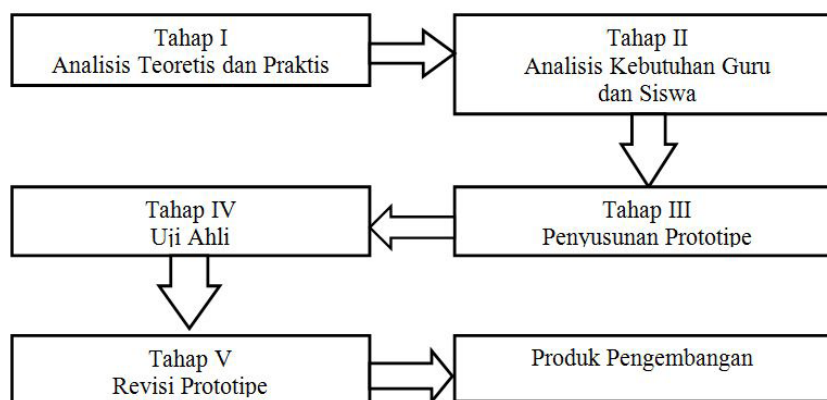 Tahap I
Analisis Teoretis dan Praktis
Tahap II
Analisis Kebutuhan Guru
dan Siswa
Tahap III
Penyusunan Prototipe
Tahap IV
Uji Ahli
Tahap V
Revisi Prototipe
Produk Pengembangan